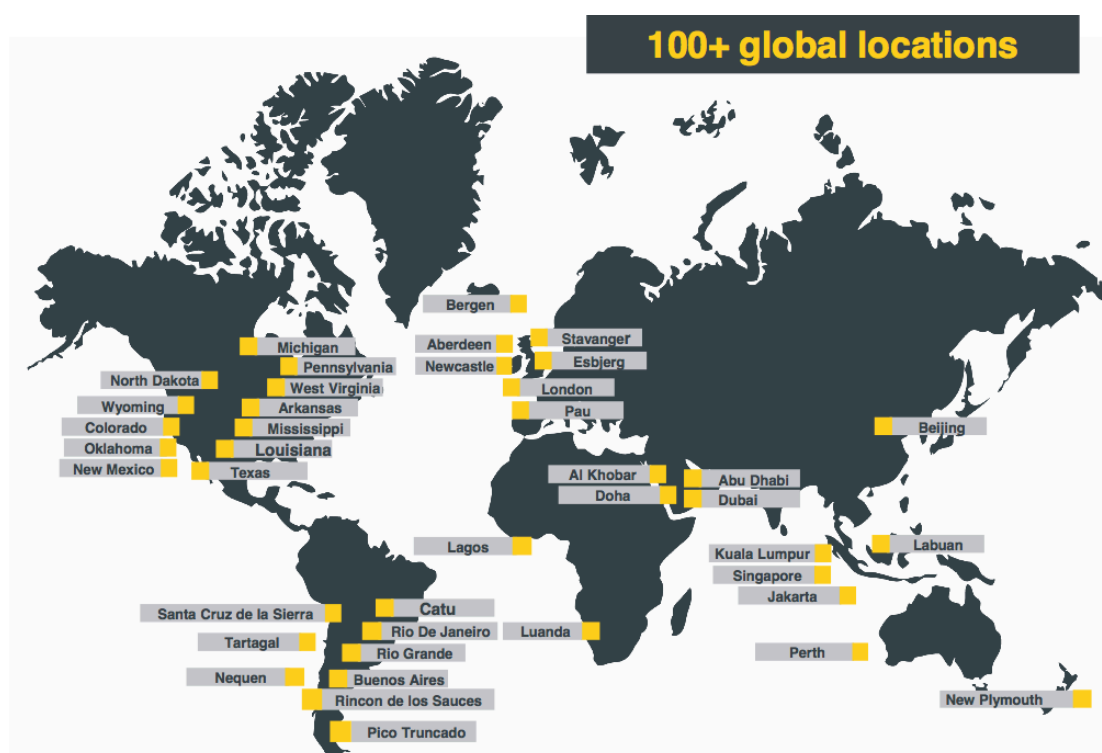 100+ global locations
Bergen
Aberdeen
Stavanger
Newcastle
Esbjerg
London
Pau
Michigan
Pennsylvania
North Dakota
West Virginia
Wyoming
Arkansas
Colorado
Mississippi
Oklahoma
Louisiana
New Mexico
Texas
Beijing
Al Khobar
Abu Dhabi
Doha
Dubai
Lagos
Kuala Lumpur
Labuan
Singapore
Jakarta
Santa Cruz de la Sierra
Catu
Tartagal
Rio De Janeiro
Luanda
Rio Grande
Perth
Nequen
Buenos Aires
Rincon de los Sauces
New Plymouth
Pico Truncado